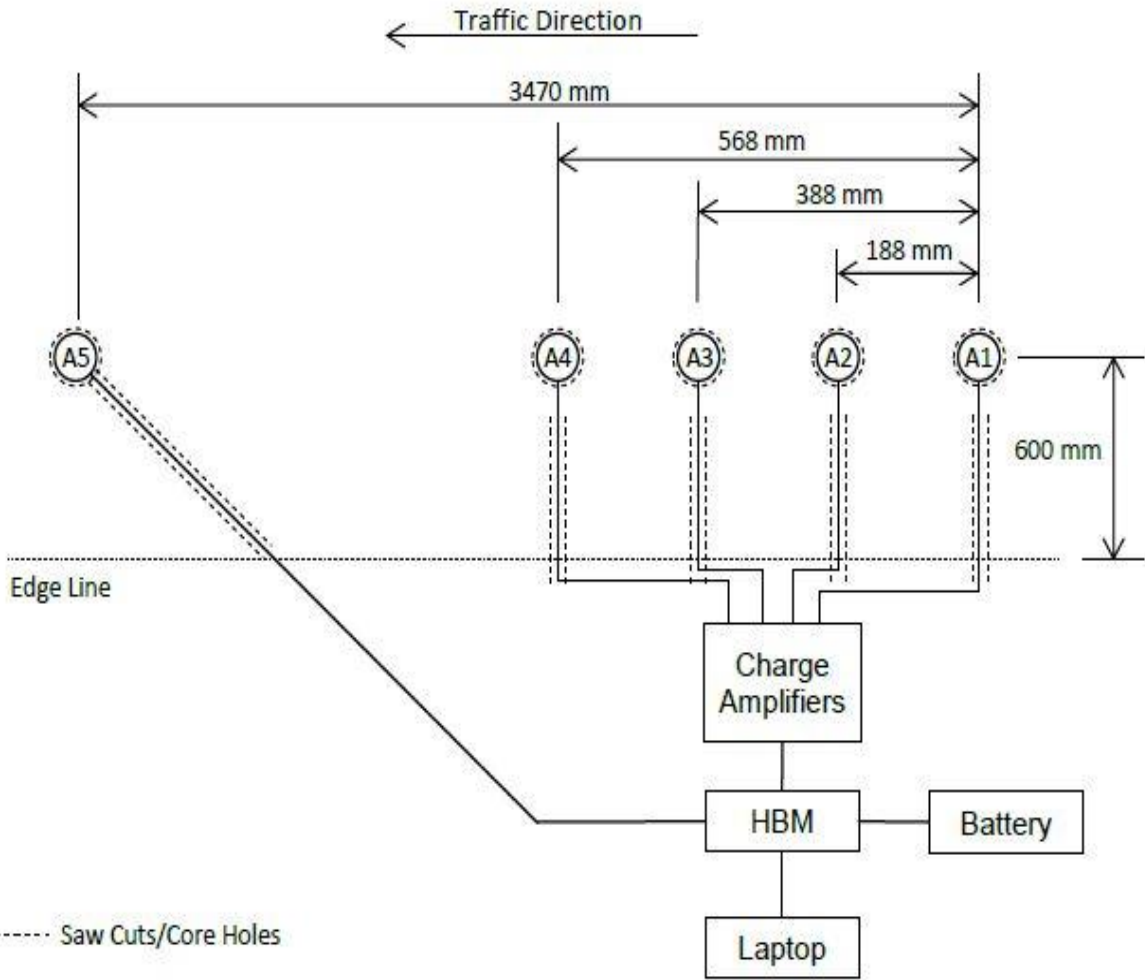 Traffic Direction
3470 mm
568 mm
388 mm
188 mm
A5
A4
A3
A2
A1
600 mm
Edge Line
Charge
Amplifiers
HBM
Battery
Laptop
Saw Cuts/Core Holes